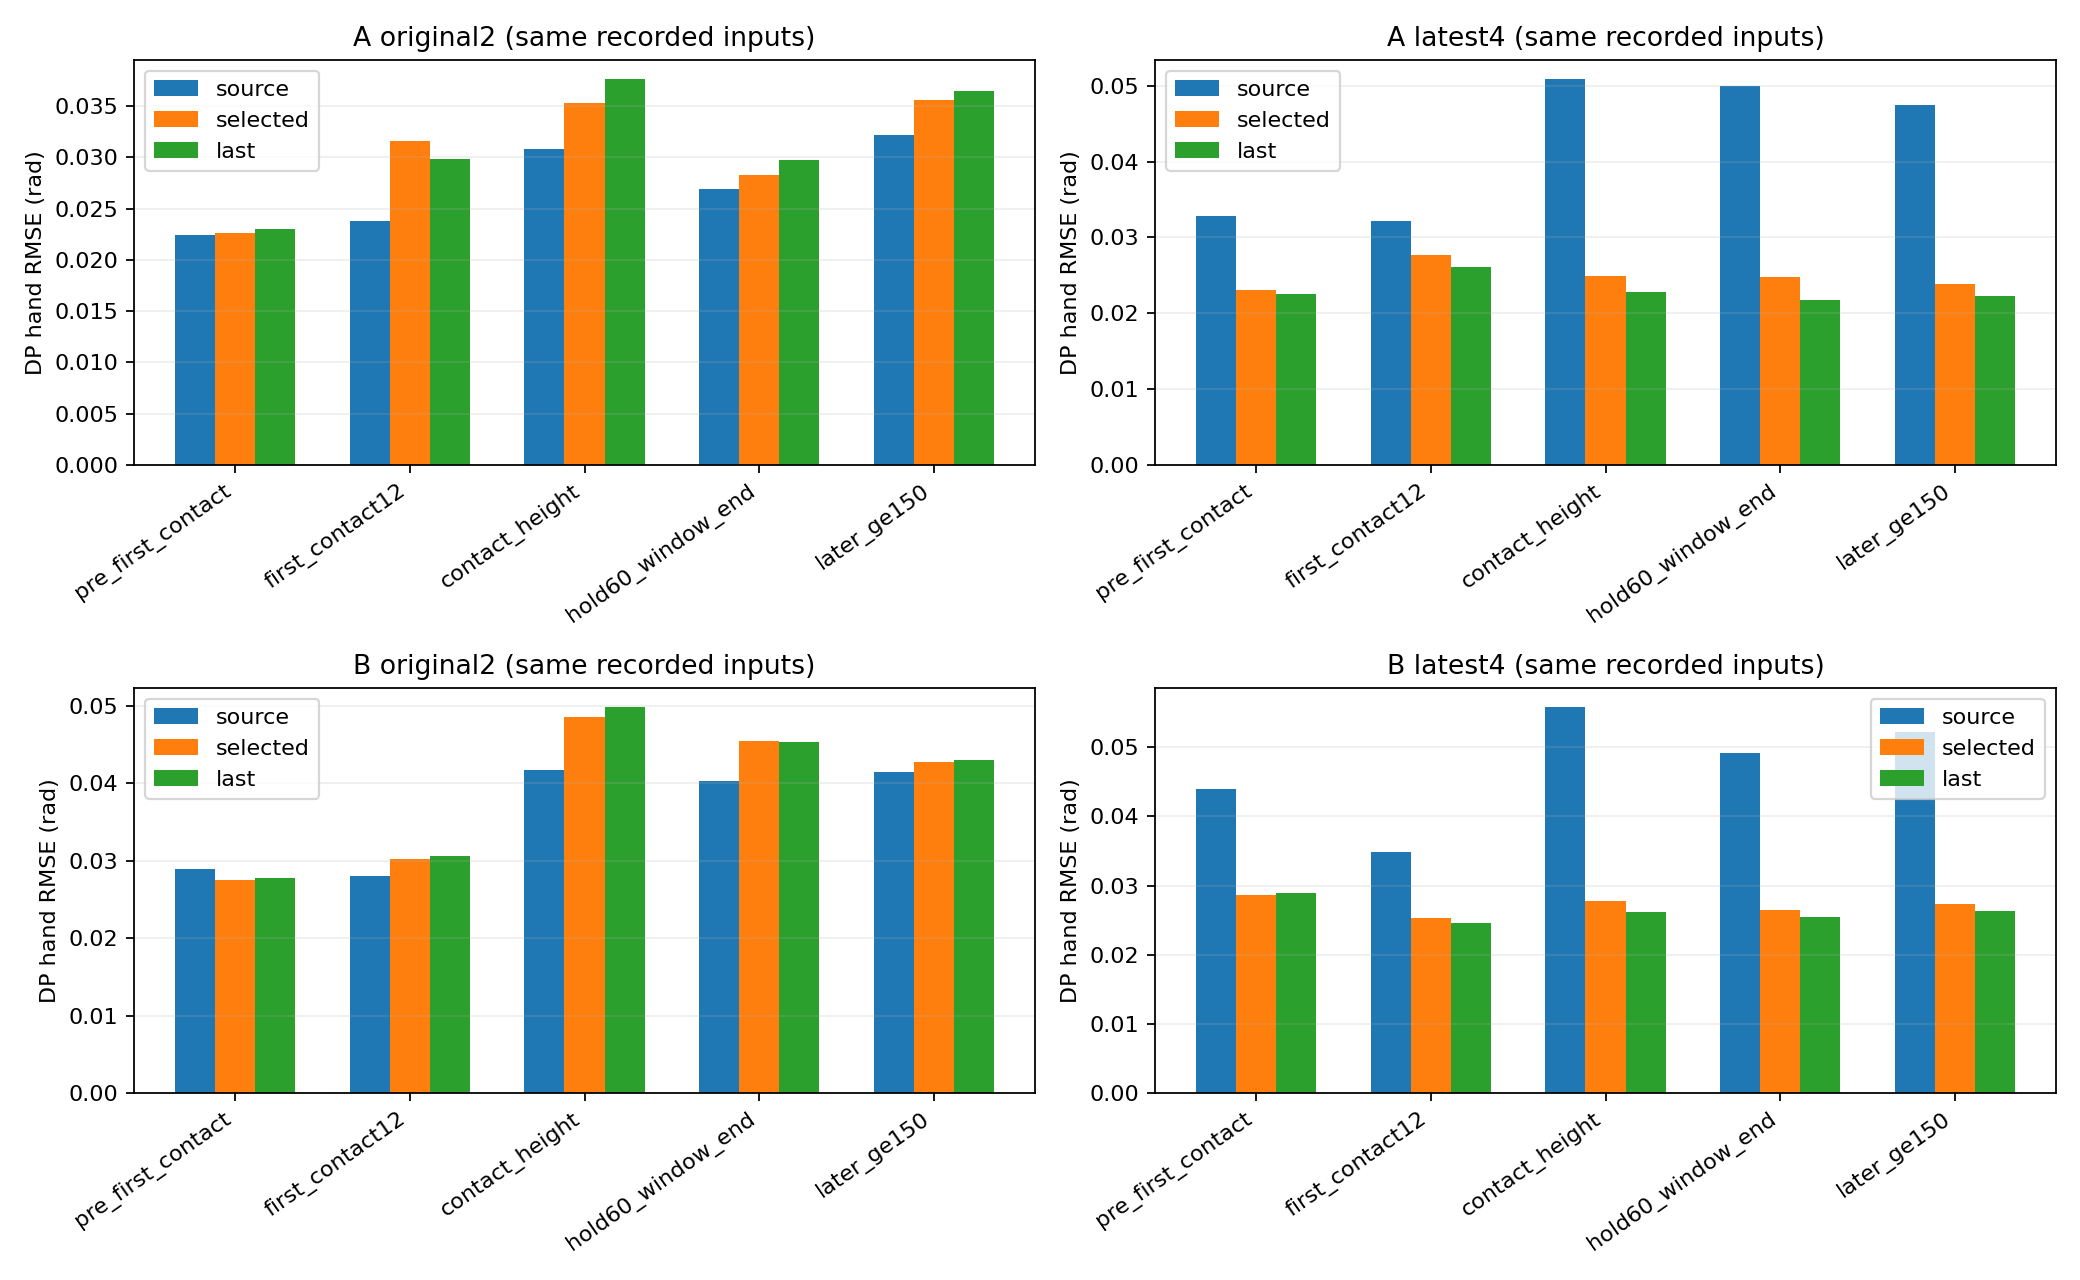 A original2 (same recorded inputs)
DP hand RMSE (rad)
0.035
0.030
0.025
0.020
0.015
0.010
0.005
0.000
source
selected
last
pre_first_contact
first_contact12
contact_height
hold60_window_end
later_ge150
A latest4 (same recorded inputs)
DP hand RMSE (rad)
0.05
0.04
0.03
0.02
0.01
0.00
source
selected
last
pre_first_contact
first_contact12
contact_height
hold60_window_end
later_ge150
B original2 (same recorded inputs)
DP hand RMSE (rad)
0.05
0.04
0.03
0.02
0.01
0.00
source
selected
last
pre_first_contact
first_contact12
contact_height
hold60_window_end
later_ge150
B latest4 (same recorded inputs)
DP hand RMSE (rad)
0.05
0.04
0.03
0.02
0.01
0.00
source
selected
last
pre_first_contact
first_contact12
contact_height
hold60_window_end
later_ge150